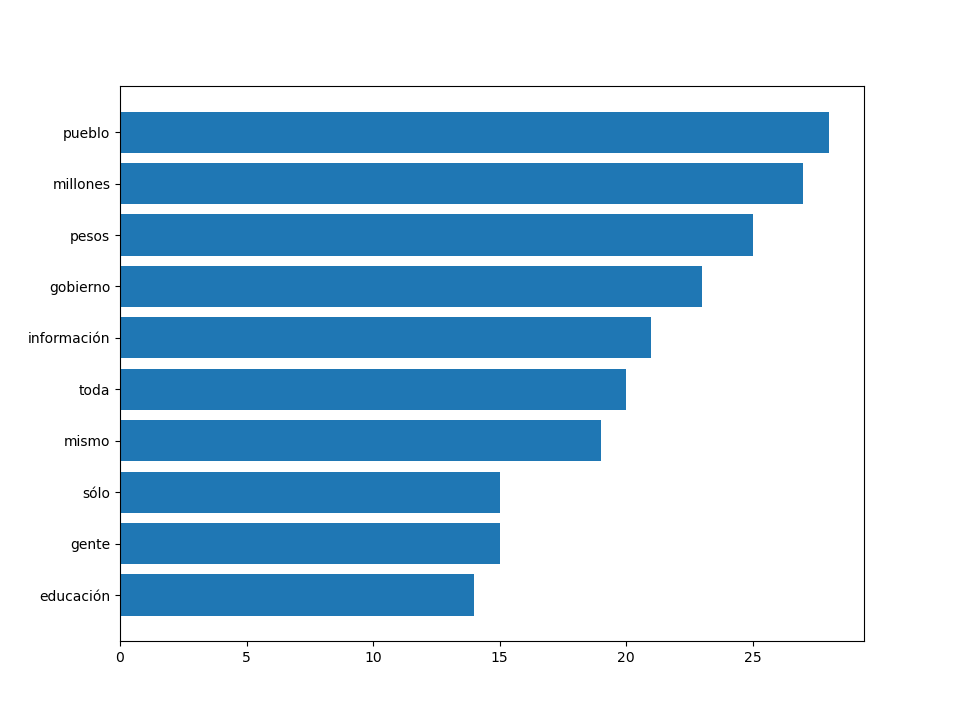 pueblo
millones
pesos
gobierno
información
toda
mismo
sólo
gente
educación
0 5 10 15 20 25